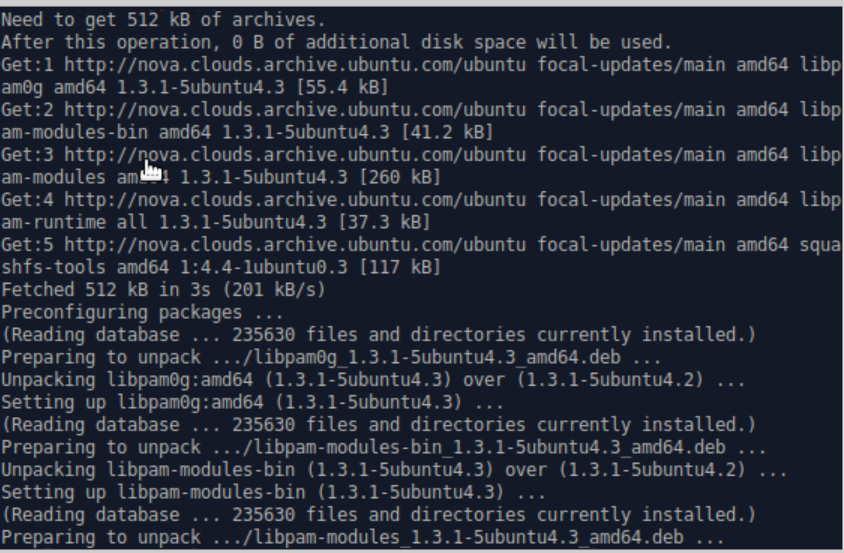 Need to get 512 kB of archives.
After this operation, 0 B of additional disk space will be used.
Get:1 http://nova.clouds.archive.ubuntu.com/ubuntu focal-updates/main amd64 libp
am0g amd64 1.3.1-5ubuntu4.3 [55.4 kB]
Get:2 http://nova.clouds.archive.ubuntu.com/ubuntu focal-updates/main amd64 libp
am-modules-bin amd64 1.3.1-5ubuntu4.3 [41.2 kB]
Get:3 http://nova.clouds.archive.ubuntu.com/ubuntu focal-updates/main amd64 libp
am-modules amd64 1.3.1-5ubuntu4.3 [260 kB]
Get:4 http://nova.clouds.archive.ubuntu.com/ubuntu focal-updates/main amd64 libp
am-runtime all 1.3.1-5ubuntu4.3 [37.3 kB]
Get:5 http://nova.clouds.archive.ubuntu.com/ubuntu focal-updates/main amd64 squa
shfs-tools amd64 1:4.4-1ubuntu0.3 [117 kB]
Fetched 512 kB in 3s (201 kB/s)
Preconfiguring packages ...
(Reading database ... 235630 files and directories currently installed.)
Preparing to unpack .../libpam0g_1.3.1-5ubuntu4.3_amd64.deb ...
Unpacking libpam0g:amd64 (1.3.1-5ubuntu4.3) over (1.3.1-5ubuntu4.2) ...
Setting up libpam0g:amd64 (1.3.1-5ubuntu4.3) ...
(Reading database ... 235630 files and directories currently installed.)
Preparing to unpack .../libpam-modules-bin_1.3.1-5ubuntu4.3_amd64.deb ...
Unpacking libpam-modules-bin (1.3.1-5ubuntu4.3) over (1.3.1-5ubuntu4.2) ...
Setting up libpam-modules-bin (1.3.1-5ubuntu4.3) ...
(Reading database ... 235630 files and directories currently installed.)
Preparing to unpack .../libpam-modules_1.3.1-5ubuntu4.3_amd64.deb ...